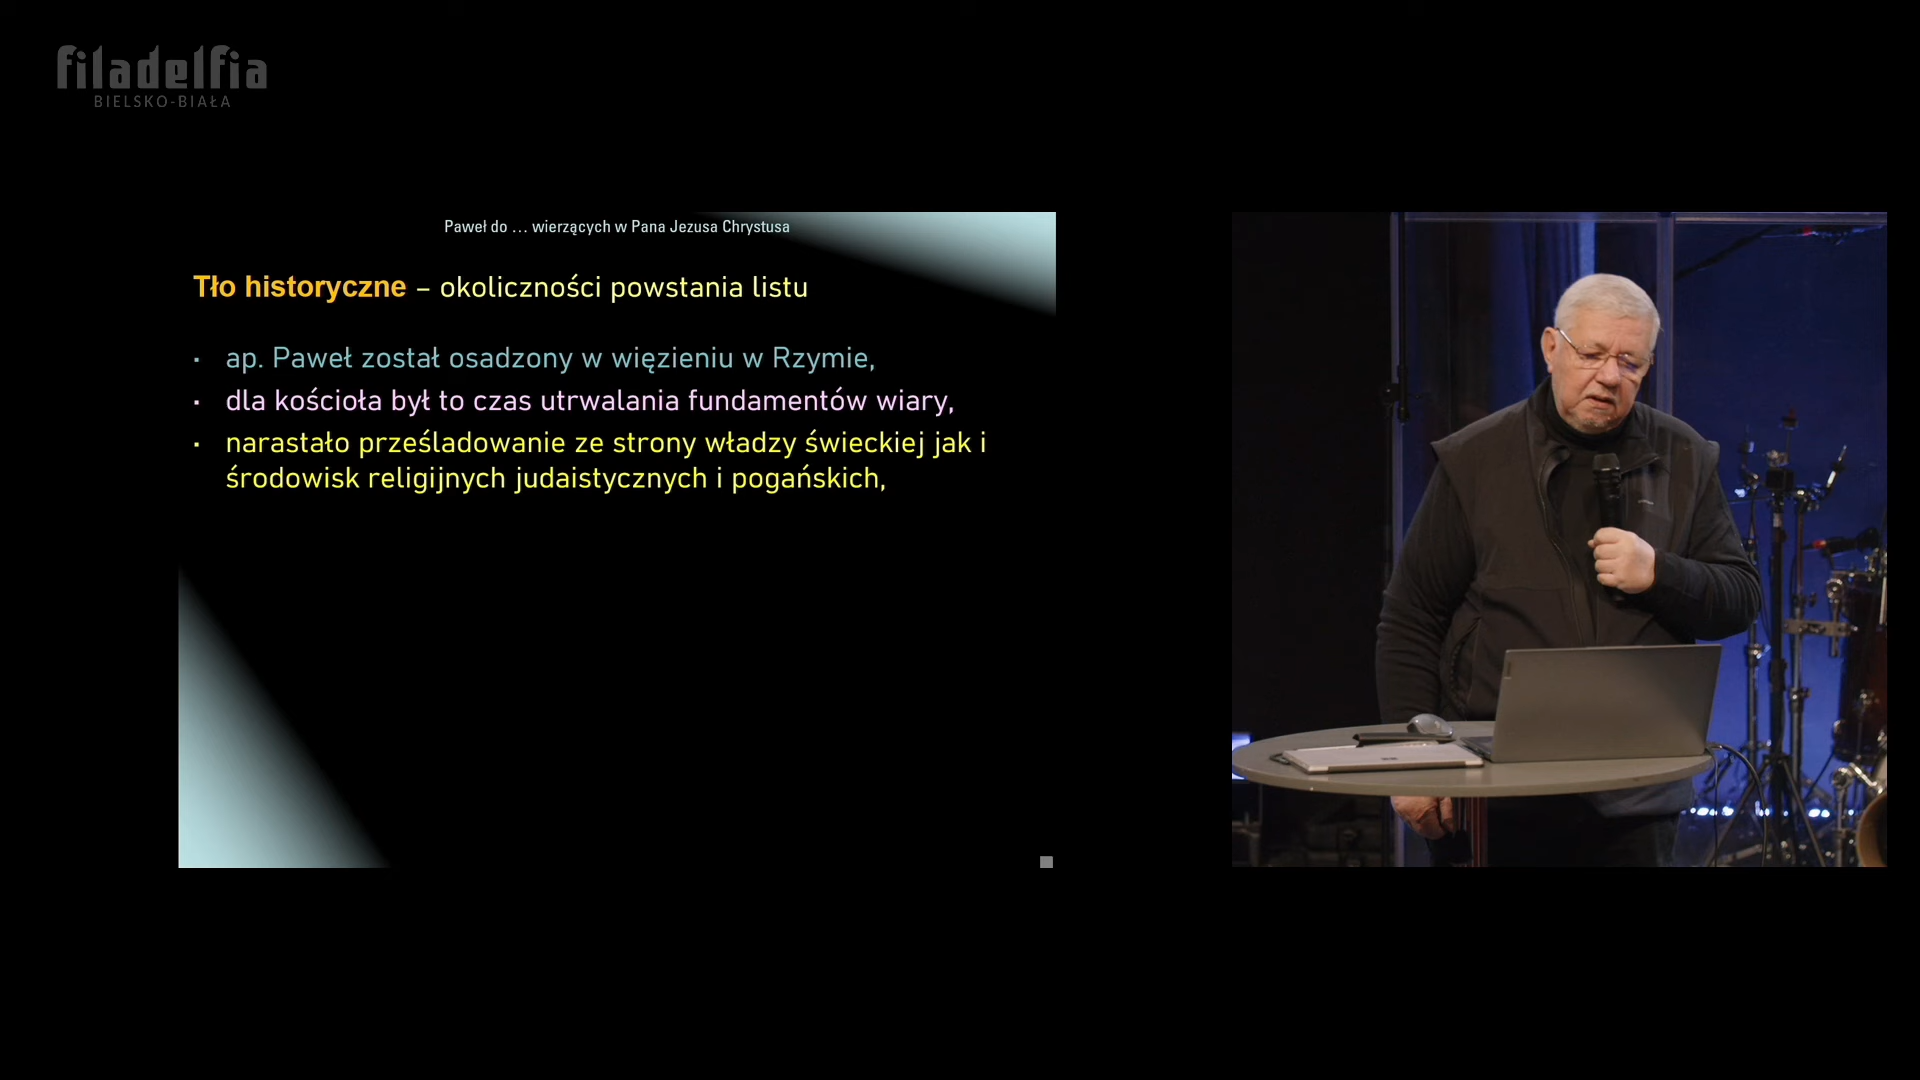 filadelfia
BIELSKO-BIAŁA
Paweł do … wierzących w Pana Jezusa Chrystusa
Tło historyczne – okoliczności powstania listu
▪ ap. Paweł został osadzony w więzieniu w Rzymie,
▪ dla kościoła był to czas utrwalania fundamentów wiary,
▪ narastało prześladowanie ze strony władzy świeckiej jak i
środowisk religijnych judaistycznych i pogańskich,